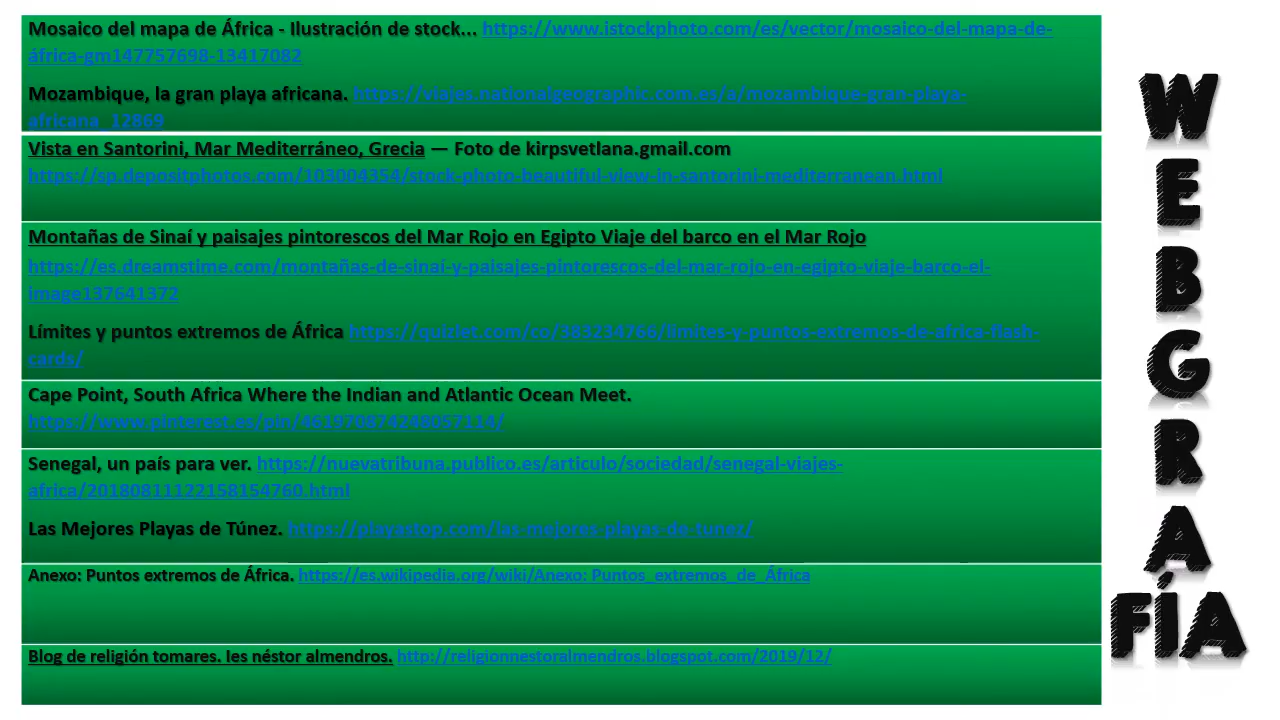 Mosaico del mapa de África - Ilustración de stock... https://www.istockphoto.com/es/vector/mosaico-del-mapa-de-
áfrica-gm147757698-13417082
Mozambique, la gran playa africana. https://viajes.nationalgeographic.com.es/a/mozambique-gran-playa-
africana_12869
Vista en Santorini, Mar Mediterráneo, Grecia — Foto de kirpsvetlana.gmail.com
https://sp.depositphotos.com/103004354/stock-photo-beautiful-view-in-santorini-mediterranean.html
Montañas de Sinaí y paisajes pintorescos del Mar Rojo en Egipto Viaje del barco en el Mar Rojo
https://es.dreamstime.com/montañas-de-sinaí-y-paisajes-pintorescos-del-mar-rojo-en-egipto-viaje-barco-el-
image137641372
Límites y puntos extremos de África https://quizlet.com/co/383234766/limites-y-puntos-extremos-de-africa-flash-
cards/
Cape Point, South Africa Where the Indian and Atlantic Ocean Meet.
https://www.pinterest.es/pin/461970874248057114/
Senegal, un país para ver. https://nuevatribuna.publico.es/articulo/sociedad/senegal-viajes-
africa/20180811122158154760.html
Las Mejores Playas de Túnez. https://playastop.com/las-mejores-playas-de-tunez/
Anexo: Puntos extremos de África. https://es.wikipedia.org/wiki/Anexo: Puntos_extremos_de_África
Blog de religión tomares. Ies néstor almendros. http://religionnestoralmendros.blogspot.com/2019/12/
W
E
B
G
R
A
FÍA